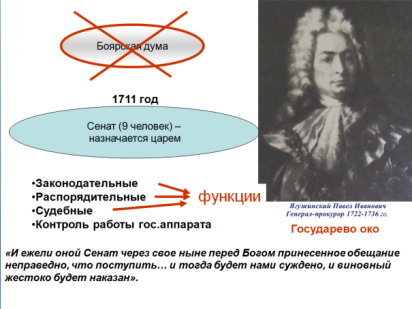 Боярская дума
1711 год
Сенат (9 человек) –
назначается царем
•Законодательные
•Распорядительные
•Судебные
•Контроль работы гос.аппарата
функции
Ягужинский Павел Иванович
Генерал-прокурор 1722-1736 гг.
Государево око
«И ежели оной Сенат через свое ныне перед Богом принесенное обещание
неправедно, что поступить… и тогда будет нами суждено, и виновный
жестоко будет наказан».